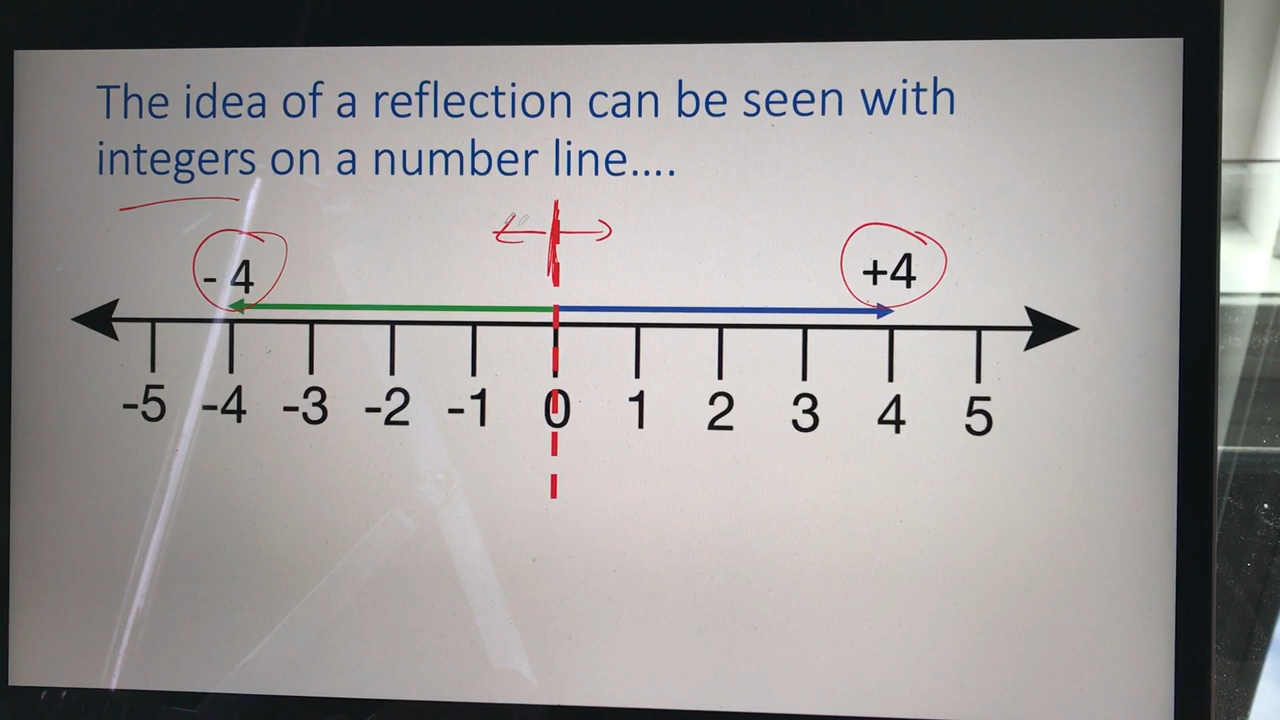 The idea of a reflection can be seen with
integers on a number line....
- 4 +4
-5 -4 -3 -2 -1 0 1 2 3 4 5